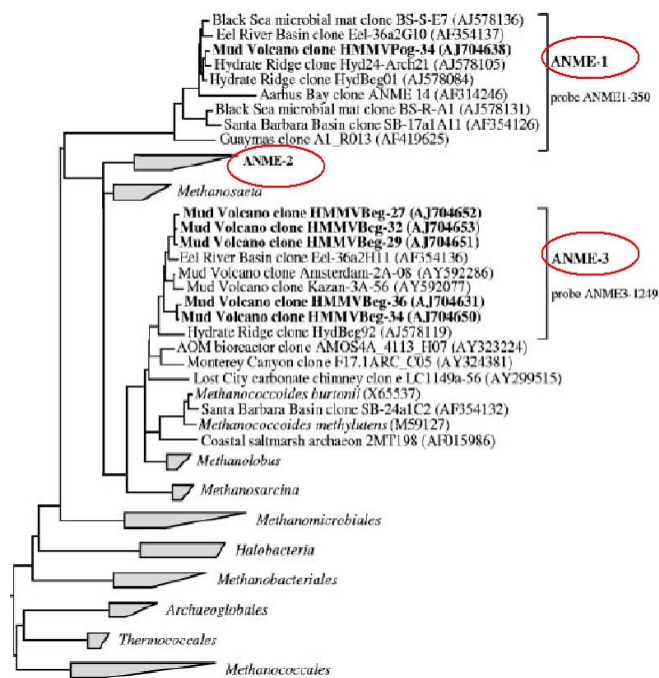 Black Sea microbial mat clone BS-S-E7 (AJ578136)
Eel River Basin clone Eel-36a2G10 (AF354137)
Mud Volcano clone HMMVPog-34 (AJ704638)
Hydrate Ridge clone Hyd24-Arch21 (AJ578105)
Hydrate Ridge clone HydBeg01 (AJ578084)
Aarhus Bay clone ANME 14 (AF314246)
Black Sea microbial mat clone BS-R-A1 (AJ578131)
Santa Barbara Basin clone SB-17a1A11 (AF354126)
Guaymas clone A1_R013 (AF419625)
ANME-1
probe ANME1-350
ANME-2
Methanosaeta
Mud Volcano clone HMMVBeg-27 (AJ704652)
Mud Volcano clone HMMVBeg-32 (AJ704653)
Mud Volcano clone HMMVBeg-29 (AJ704651)
Eel River Basin clone Eel-36a2H11 (AF354136)
Mud Volcano clone Amsterdam-2A-08 (AY592286)
Mud Volcano clone Kazan-3A-56 (AY592077)
Mud Volcano clone HMMVBeg-36 (AJ704631)
Mud Volcano clone HMMVBeg-34 (AJ704650)
Hydrate Ridge clone HydBeg92 (AJ578119)
ANME-3
probe ANME3-1249
AOM bioreactor clone AMOS4A_4113_H07 (AY323224)
Monterey Canyon clone F17.1ARC_C05 (AY324381)
Lost City carbonate chimney clone LC1149a-56 (AY299515)
Methanococcoides burtonii (X65537)
Santa Barbara Basin clone SB-24a1C2 (AF354132)
Methanococcoides methylutens (M59127)
Coastal saltmarsh archaeon 2MT198 (AF015986)
Methanolobus
Methanosarcina
Methanomicrobiales
Halobacteria
Methanobacteriales
Archaeoglobales
Thermococcales
Methanococcales